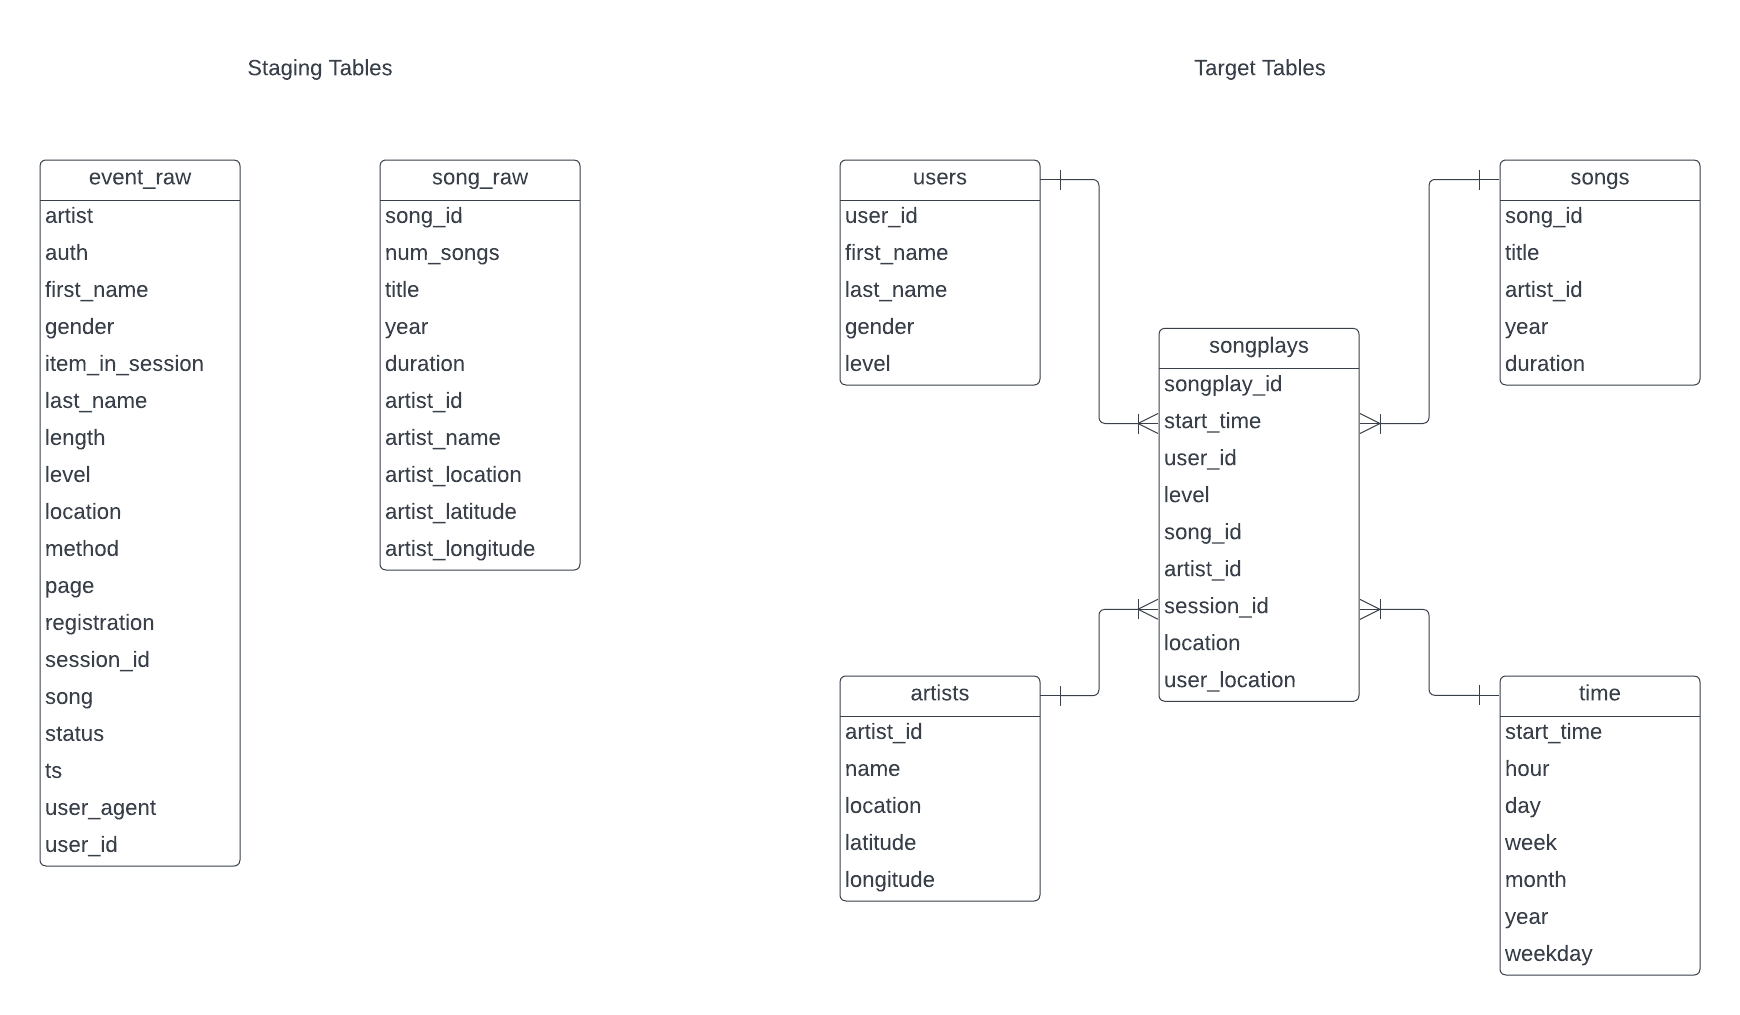 Staging Tables
event_raw
artist
auth
first_name
gender
item_in_session
last_name
length
level
location
method
page
registration
session_id
song
status
ts
user_agent
user_id
song_raw
song_id
num_songs
title
year
duration
artist_id
artist_name
artist_location
artist_latitude
artist_longitude
Target Tables
users
user_id
first_name
last_name
gender
level
songplays
songplay_id
start_time
user_id
level
song_id
artist_id
session_id
location
user_location
songs
song_id
title
artist_id
year
duration
artists
artist_id
name
location
latitude
longitude
time
start_time
hour
day
week
month
year
weekday